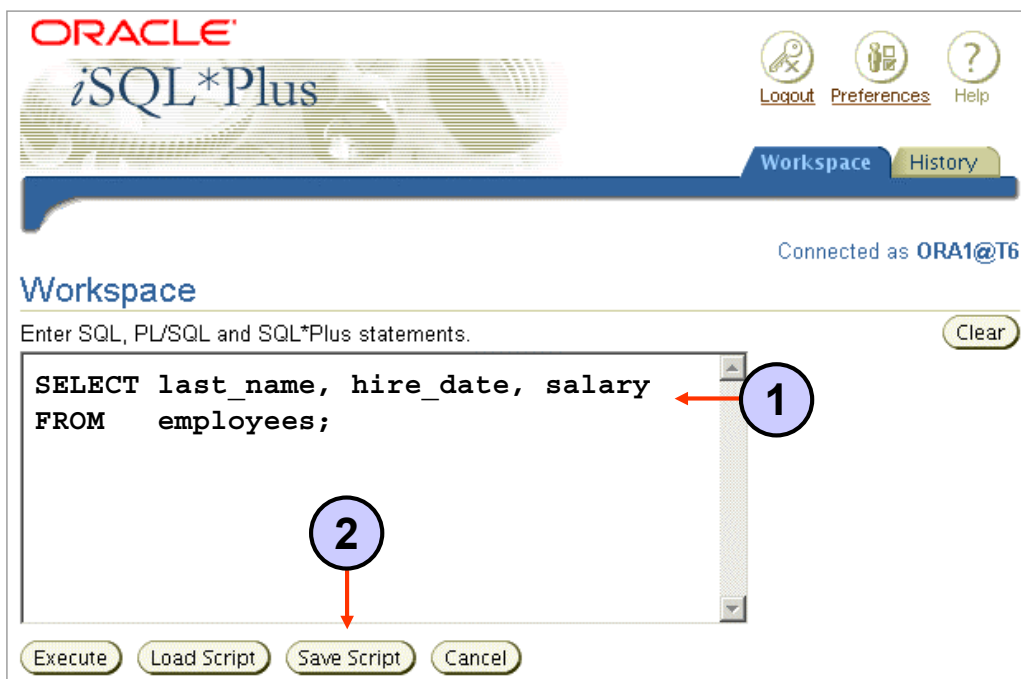 ORACLE
iSQL*Plus
Logout Preferences Help
Workspace History
Connected as ORA1@T6
Workspace
Enter SQL, PL/SQL and SQL*Plus statements.
Clear
SELECT last_name, hire_date, salary
FROM   employees;
1
2
Execute Load Script Save Script Cancel